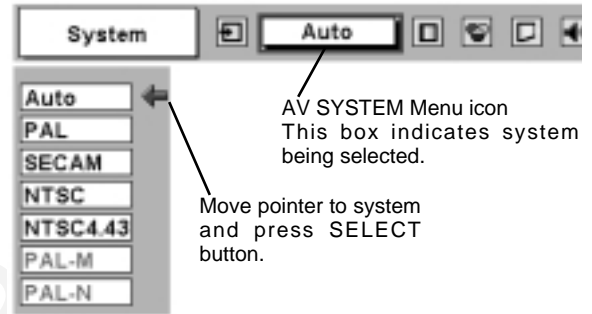 System
Auto
AV SYSTEM Menu icon
This box indicates system
being selected.
Auto
PAL
SECAM
NTSC
NTSC4.43
PAL-M
PAL-N
Move pointer to system
and press SELECT
button.